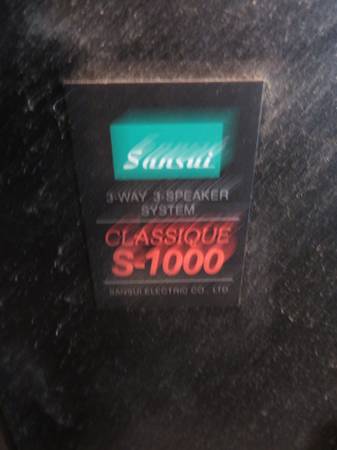 Sansui
3-WAY 3-SPEAKER
SYSTEM
CLASSIQUE
S-1000
SANSUI ELECTRIC CO., LTD.